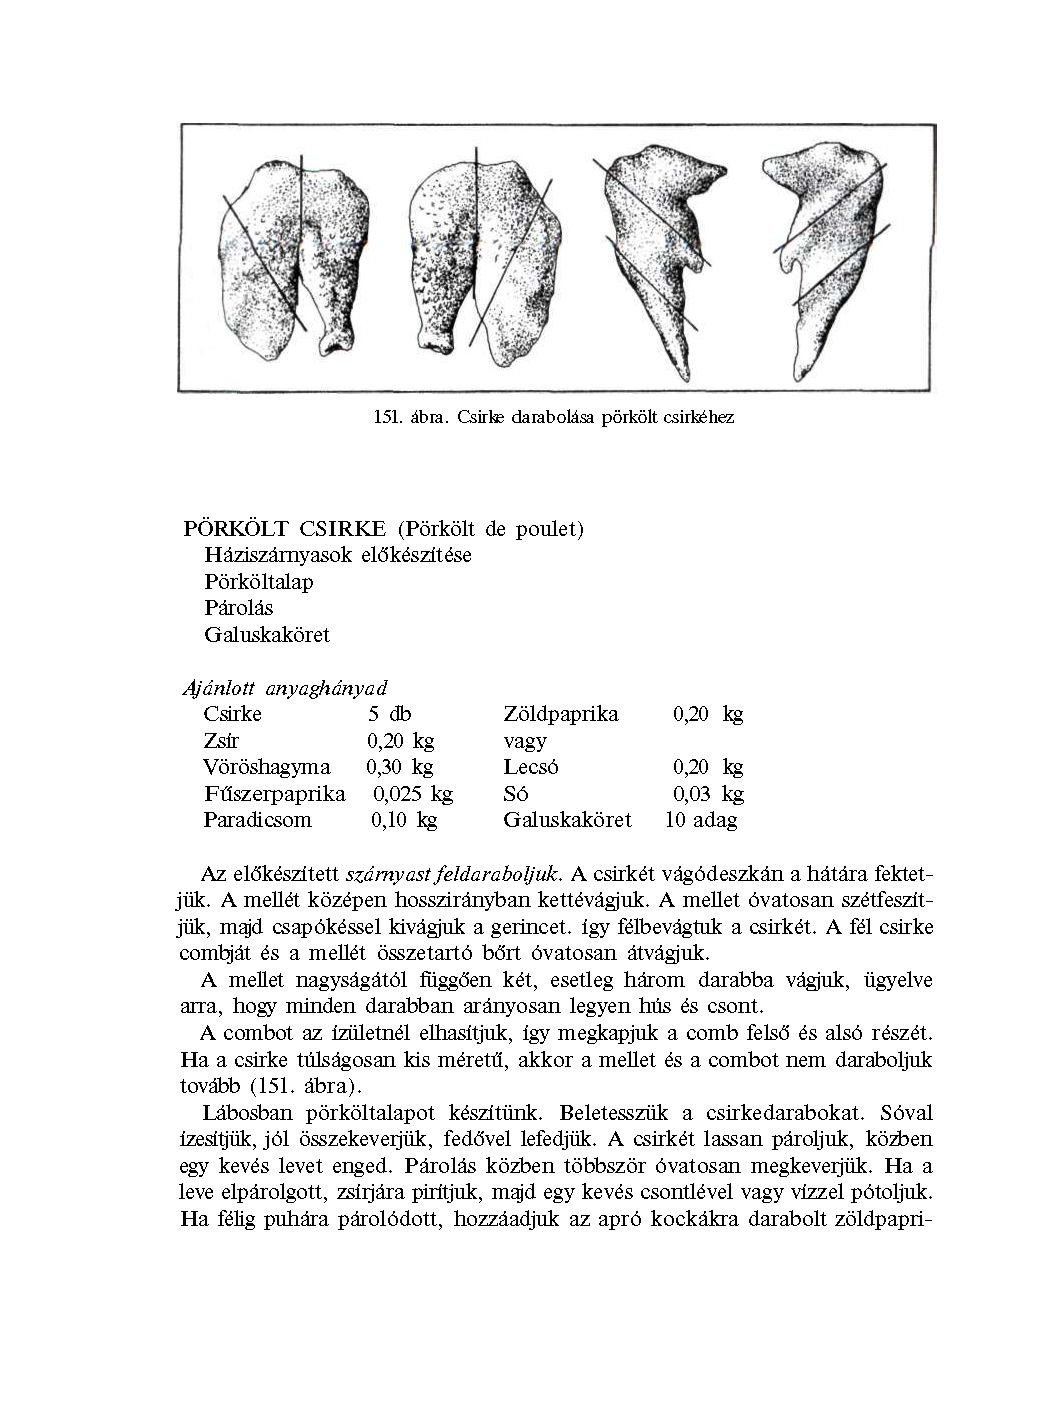 151. ábra. Csirke darabolása pörkölt csirkéhez
PÖRKÖLT CSIRKE (Pörkölt de poulet)
Háziszárnyasok előkészítése
Pörköltalap
Párolás
Galuskaköret
Ajánlott anyaghányad
Csirke 5 db Zöldpaprika 0,20 kg
Zsír 0,20 kg vagy
Vöröshagyma 0,30 kg Lecsó 0,20 kg
Fűszerpaprika 0,025 kg Só 0,03 kg
Paradicsom 0,10 kg Galuskaköret 10 adag
Az előkészített szárnyast feldaraboljuk. A csirkét vágódeszkán a hátára fektet-
jük. A mellét középen hosszirányban kettévágjuk. A mellet óvatosan szétfeszít-
jük, majd csapókéssel kivágjuk a gerincet. így félbevágtuk a csirkét. A fél csirke
combját és a mellét összetartó bőrt óvatosan átvágjuk.
A mellet nagyságától függően két, esetleg három darabba vágjuk, ügyelve
arra, hogy minden darabban arányosan legyen hús és csont.
A combot az ízületnél elhasítjuk, így megkapjuk a comb felső és alsó részét.
Ha a csirke túlságosan kis méretű, akkor a mellet és a combot nem daraboljuk
tovább (151. ábra).
Lábosban pörköltalapot készítünk. Beletesszük a csirkedarabokat. Sóval
ízesítjük, jól összekeverjük, fedővel lefedjük. A csirkét lassan pároljuk, közben
egy kevés levet enged. Párolás közben többször óvatosan megkeverjük. Ha a
leve elpárolgott, zsírjára pirítjuk, majd egy kevés csontlével vagy vízzel pótoljuk.
Ha félig puhára párolódott, hozzáadjuk az apró kockákra darabolt zöldpapri-